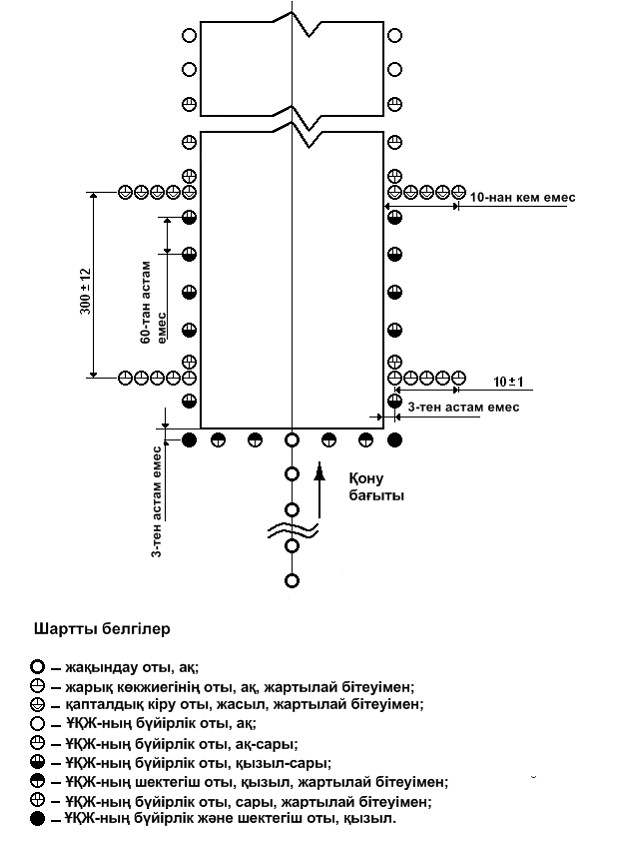 10-нан кем емес
300 ± 12
60-тан астам
емес
10 ± 1
3-тен астам емес
3-тен астам емес
Қону
бағыты
Шартты белгілер
– жақындау оты, ақ;
– жарық көкжиегінің оты, ақ, жартылай бітеуімен;
– қапталдық кіру оты, жасыл, жартылай бітеуімен;
– ҰҚЖ-ның бүйірлік оты, ақ;
– ҰҚЖ-ның бүйірлік оты, ақ-сары;
– ҰҚЖ-ның бүйірлік оты, қызыл-сары;
– ҰҚЖ-ның шектегіш оты, қызыл, жартылай бітеуімен;
– ҰҚЖ-ның бүйірлік оты, сары, жартылай бітеуімен;
– ҰҚЖ-ның бүйірлік және шектегіш оты, қызыл.